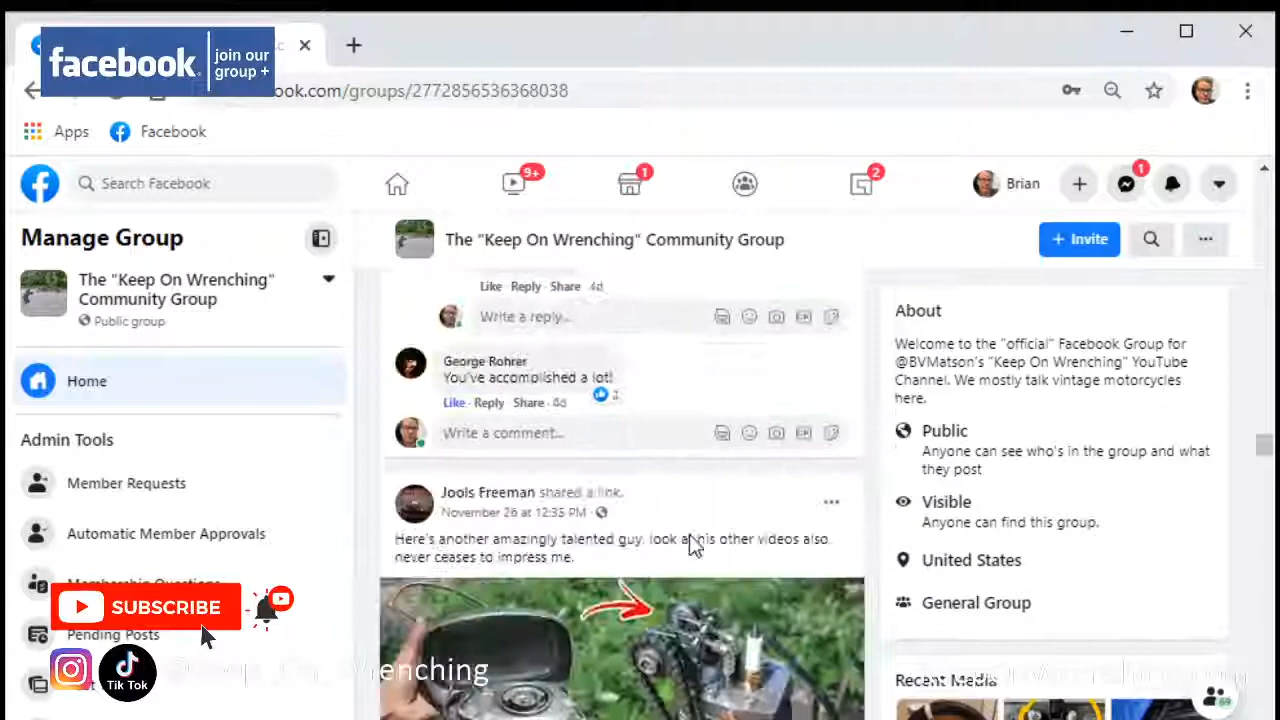 facebook
join our
group +
book.com/groups/2772856536368038
Apps
Facebook
Search Facebook
9+
1
2
Brian
1
Manage Group
The "Keep On Wrenching"
Community Group
Public group
Home
Admin Tools
Member Requests
Automatic Member Approvals
Membership Questions
Pending Posts
SUBSCRIBE
Tik Tok
The "Keep On Wrenching" Community Group
+ Invite
Like · Reply · Share · 4d
Write a reply...
George Rohrer
You've accomplished a lot!
Like · Reply · Share · 4d
Write a comment...
Jools Freeman shared a link.
November 26 at 12:35 PM ·
Here's another amazingly talented guy, look at his other videos also,
never ceases to impress me.
About
Welcome to the "official" Facebook Group for
@BVMatson's "Keep On Wrenching" YouTube
Channel. We mostly talk vintage motorcycles
here.
Public
Anyone can see who's in the group and what
they post
Visible
Anyone can find this group.
United States
General Group
Recent Media
69